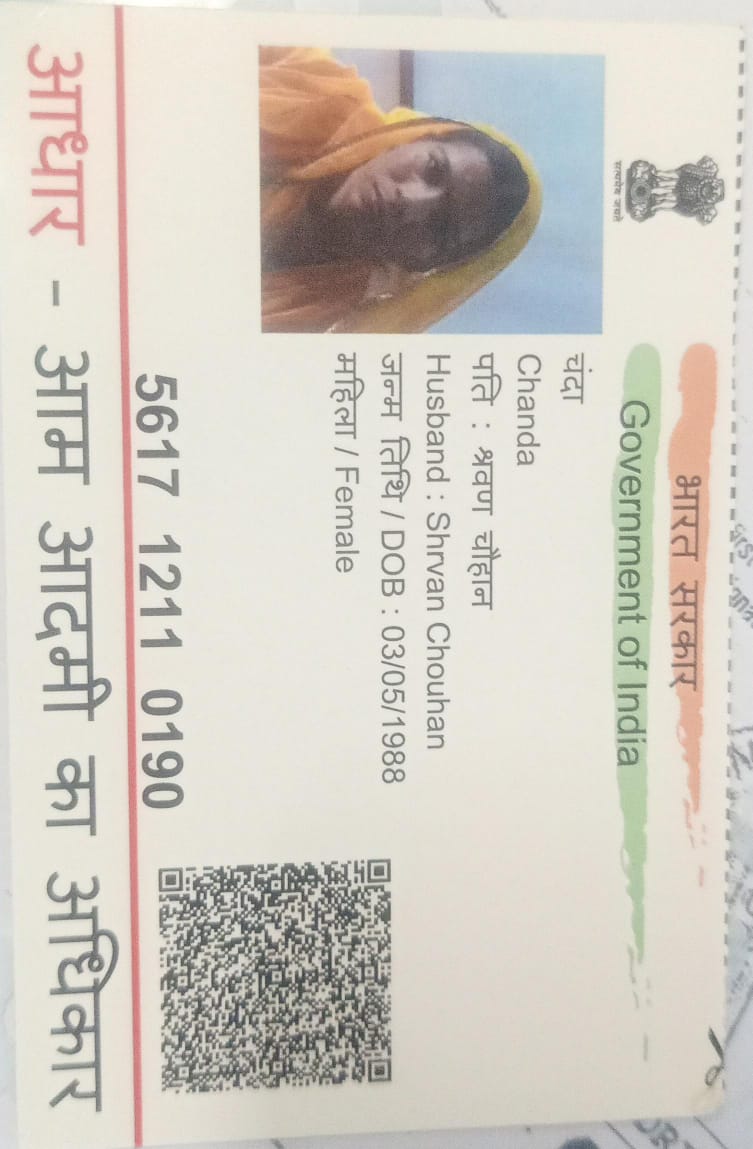 भारत सरकार
Government of India
सत्यमेव जयते
चंदा
Chanda
पति : श्रवण चौहान
Husband : Shrvan Chouhan
जन्म तिथि / DOB : 03/05/1988
महिला / Female
5617 1211 0190
आधार - आम आदमी का अधिकार